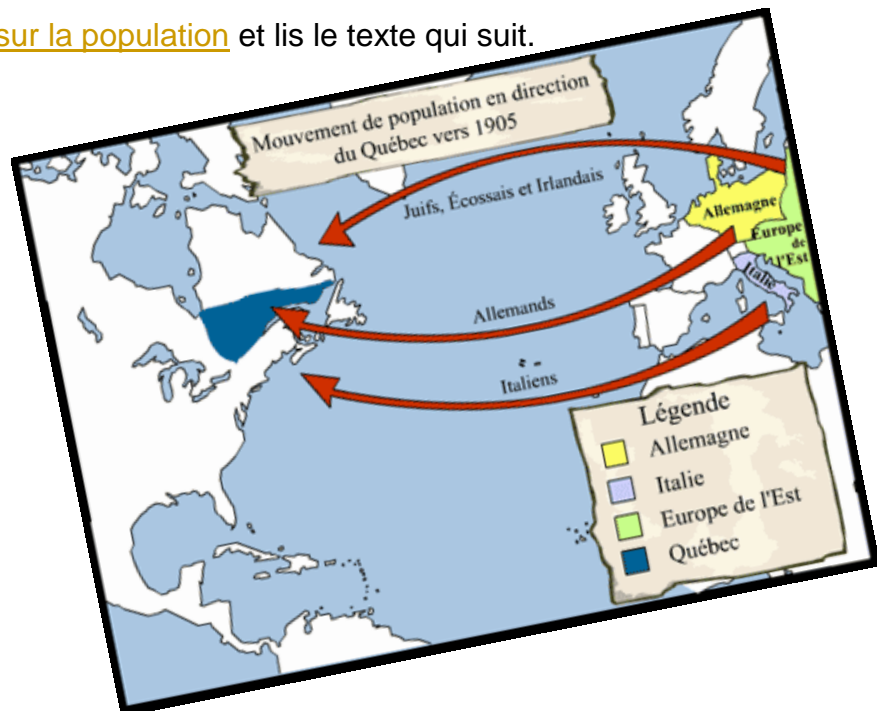 sur la population et lis le texte qui suit.
Mouvement de population en direction
du Québec vers 1905
Juifs, Écossais et Irlandais
Allemagne
Europe
de
l'Est
Italie
Allemands
Italiens
Légende
Allemagne
Italie
Europe de l'Est
Québec